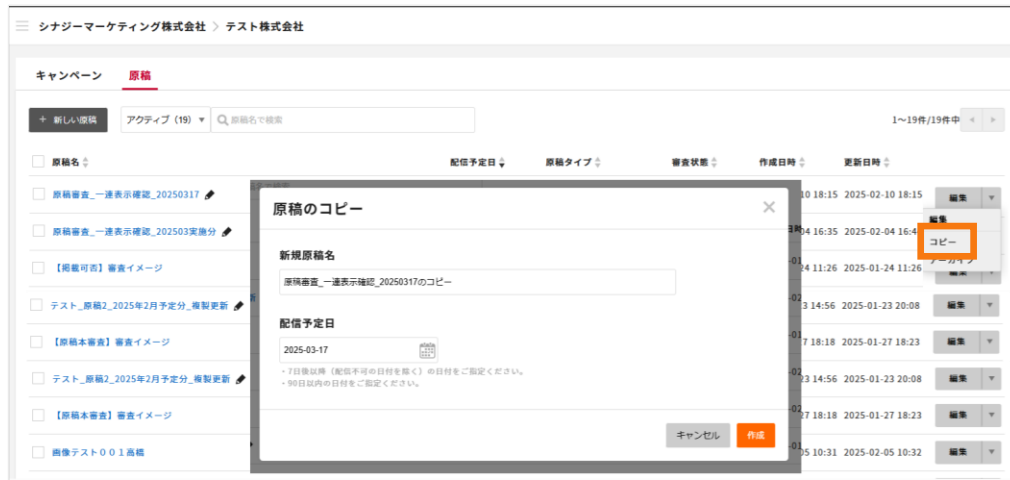 シナジーマーケティング株式会社 > テスト株式会社
キャンペーン 原稿
+ 新しい原稿 アクティブ (19) ▼ 原稿名で検索 1~19件/19件中
原稿名 配信予定日 原稿タイプ 審査状態 作成日時 更新日時
原稿審査_一連表示確認_20250317 10 18:15 2025-02-10 18:15 編集
編集
原稿審査_一連表示確認_202503実施分 04 16:35 2025-02-04 16:4
コピー
アーカイブ
【掲載可否】審査イメージ 24 11:26 2025-01-24 11:26 編集
テスト_原稿2_2025年2月予定分_複製更新 3 14:56 2025-01-23 20:08 編集
【原稿本審査】審査イメージ 7 18:18 2025-01-27 18:23 編集
テスト_原稿2_2025年2月予定分_複製更新 23 14:56 2025-01-23 20:08 編集
【原稿本審査】審査イメージ 27 18:18 2025-01-27 18:23 編集
画像テスト001高橋 05 10:31 2025-02-05 10:32 編集
原稿のコピー
新規原稿名
原稿審査_一連表示確認_20250317のコピー
配信予定日
2025-03-17
・7日後以降(配信不可の日付を除く)の日付をご指定ください。
・90日以内の日付をご指定ください。
キャンセル 作成